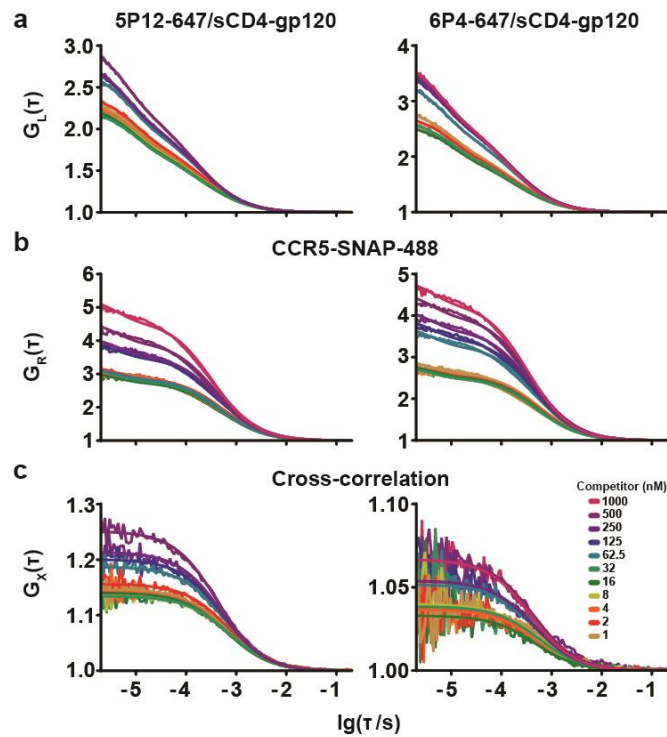 a
5P12-647/sCD4-gp120
6P4-647/sCD4-gp120
G_L(τ)
3.0
2.5
2.0
1.5
1.0
4
3
2
1
b
CCR5-SNAP-488
G_R(τ)
6
5
4
3
2
1
5
4
3
2
1
c
Cross-correlation
G_X(τ)
1.3
1.2
1.1
1.0
1.10
1.05
1.00
Competitor (nM)
1000
500
250
125
62.5
32
16
8
4
2
1
-5 -4 -3 -2 -1
-5 -4 -3 -2 -1
lg(τ/s)